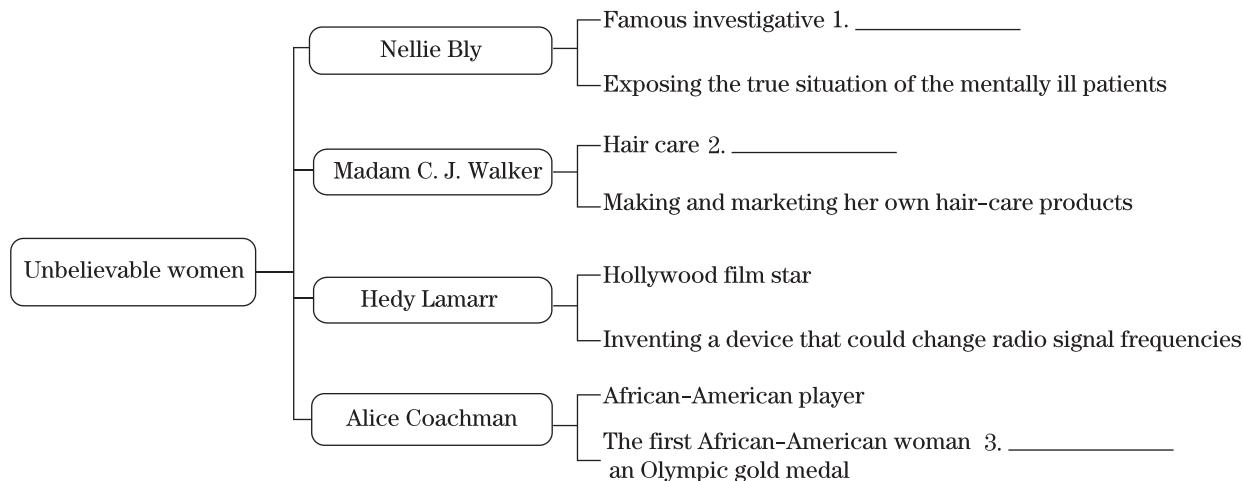 Nellie Bly
Famous investigative 1. ____________
Exposing the true situation of the mentally ill patients
Madam C. J. Walker
Hair care 2. ____________
Making and marketing her own hair-care products
Unbelievable women
Hedy Lamarr
Hollywood film star
Inventing a device that could change radio signal frequencies
Alice Coachman
African-American player
The first African-American woman 3. ____________
an Olympic gold medal